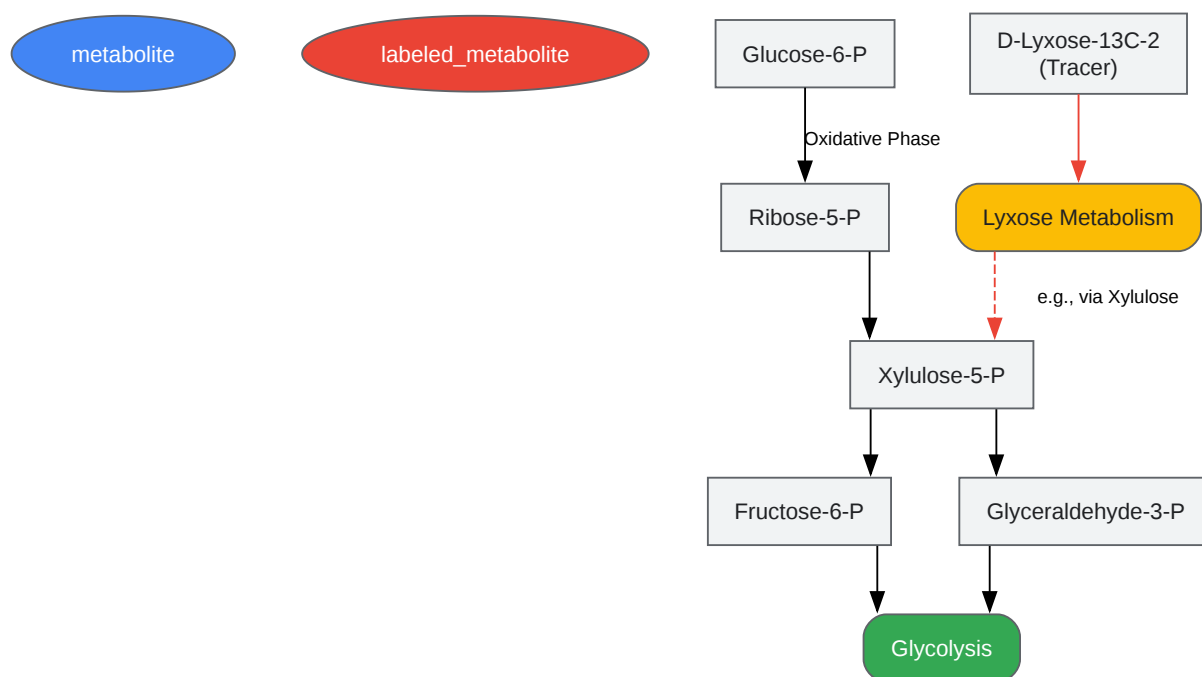 metabolite
labeled_metabolite
Glucose-6-P
D-Lyxose-13C-2
(Tracer)
Oxidative Phase
Ribose-5-P
Lyxose Metabolism
e.g., via Xylulose
Xylulose-5-P
Fructose-6-P
Glyceraldehyde-3-P
Glycolysis